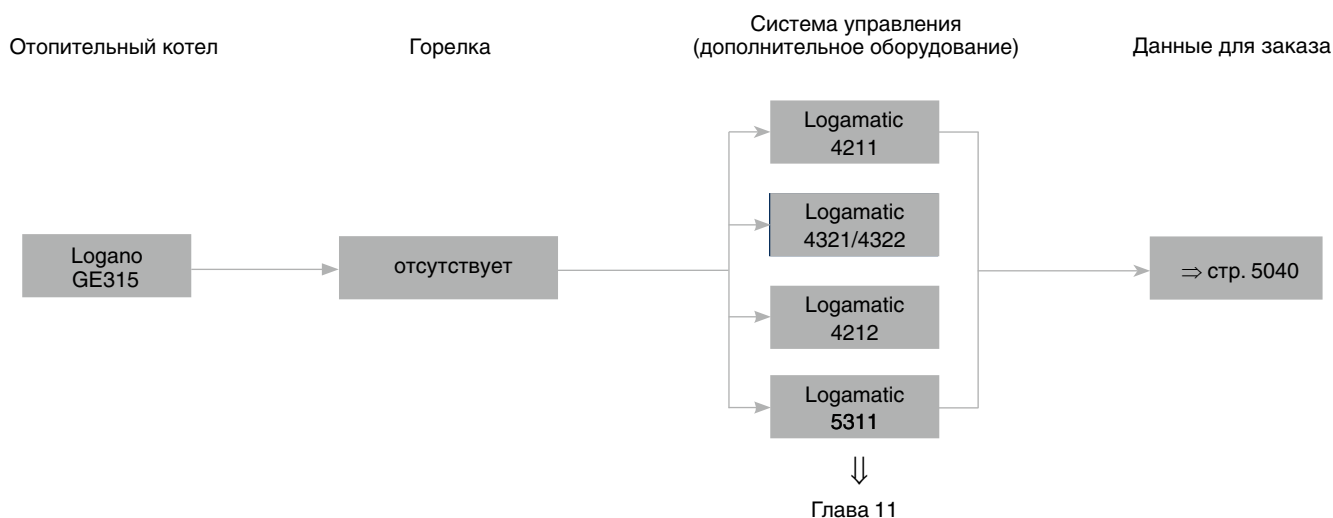 Отопительный котел
Горелка
Система управления
(дополнительное оборудование)
Данные для заказа
Logano
GE315
отсутствует
Logamatic
4211
Logamatic
4321/4322
Logamatic
4212
Logamatic
5311
⇒ стр. 5040
⇓
Глава 11